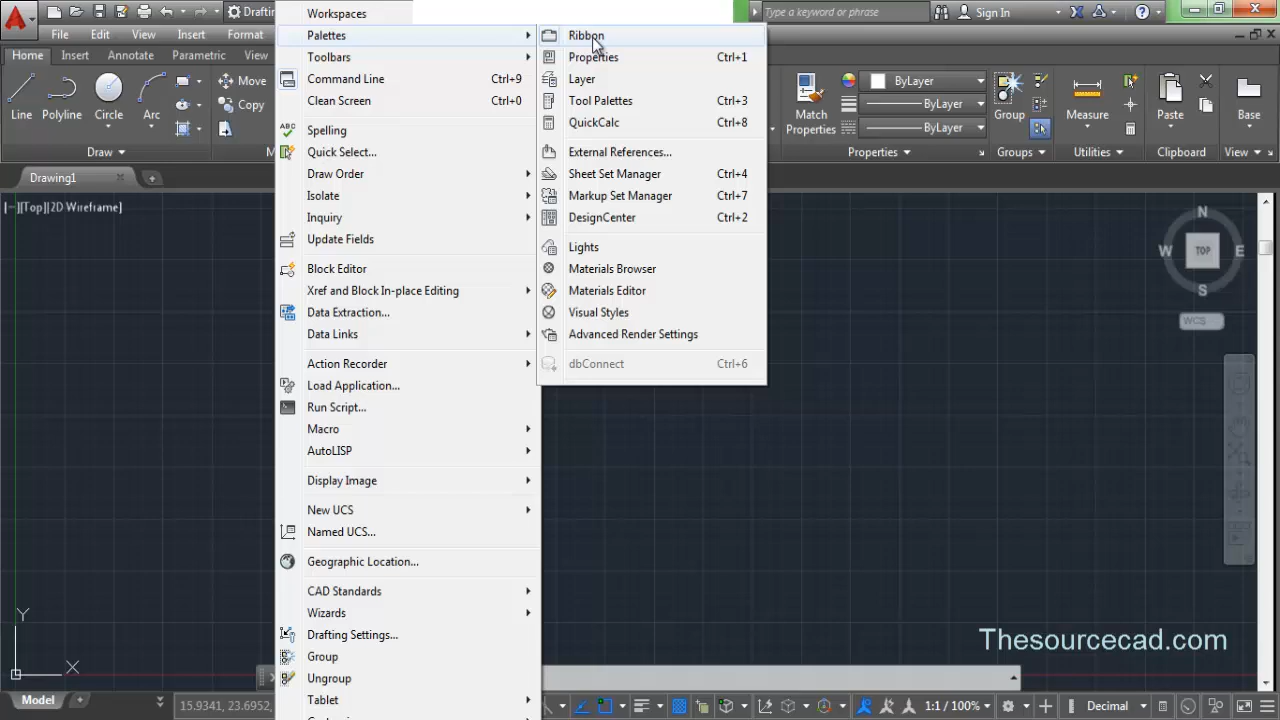 Drafti
Type a keyword or phrase
Sign In
File
Edit
View
Insert
Format
Home
Insert
Annotate
Parametric
Vie
Line
Polyline
Circle
Arc
Move
Copy
Draw
M
Match
Properties
ByLayer
ByLayer
ByLayer
Properties
Group
Groups
Measure
Utilities
Paste
Clipboard
Base
View
Drawing1
[−][Top][2D Wireframe]
Workspaces
Palettes
Toolbars
Command Line Ctrl+9
Clean Screen Ctrl+0
ABC
Spelling
Quick Select...
Draw Order
Isolate
Inquiry
Update Fields
Block Editor
Xref and Block In-place Editing
Data Extraction...
Data Links
Action Recorder
Load Application...
Run Script...
Macro
AutoLISP
Display Image
New UCS
Named UCS...
Geographic Location...
CAD Standards
Wizards
Drafting Settings...
Group
Ungroup
Tablet
Ribbon
Properties Ctrl+1
Layer
Tool Palettes Ctrl+3
QuickCalc Ctrl+8
External References...
Sheet Set Manager Ctrl+4
Markup Set Manager Ctrl+7
DesignCenter Ctrl+2
Lights
Materials Browser
Materials Editor
Visual Styles
Advanced Render Settings
dbConnect Ctrl+6
N
W TOP E
S
WCS
Y
X
Thesourcecad.com
Model
15.9341, 23.6952,
1:1 / 100%
Decimal